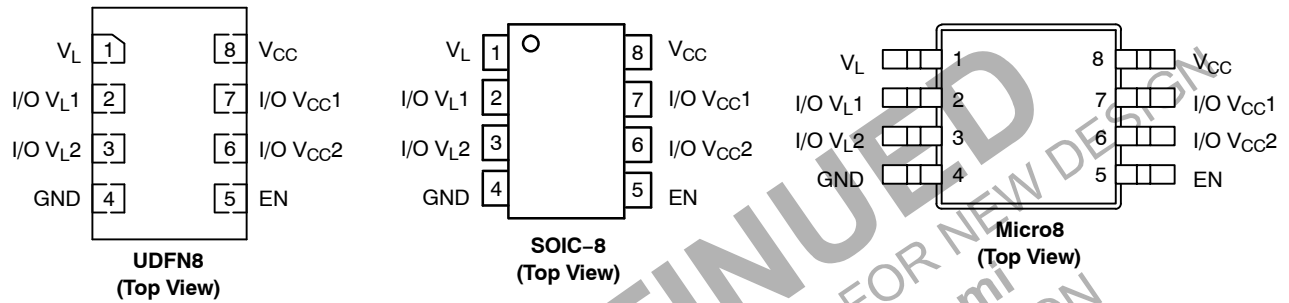 V_L 1 8 V_CC
I/O V_L1 2 7 I/O V_CC1
I/O V_L2 3 6 I/O V_CC2
GND 4 5 EN
UDFN8
(Top View)
V_L 1 8 V_CC
I/O V_L1 2 7 I/O V_CC1
I/O V_L2 3 6 I/O V_CC2
GND 4 5 EN
SOIC−8
(Top View)
V_L 1 8 V_CC
I/O V_L1 2 7 I/O V_CC1
I/O V_L2 3 6 I/O V_CC2
GND 4 5 EN
Micro8
(Top View)
TINUED
FOR NEW DESIGN